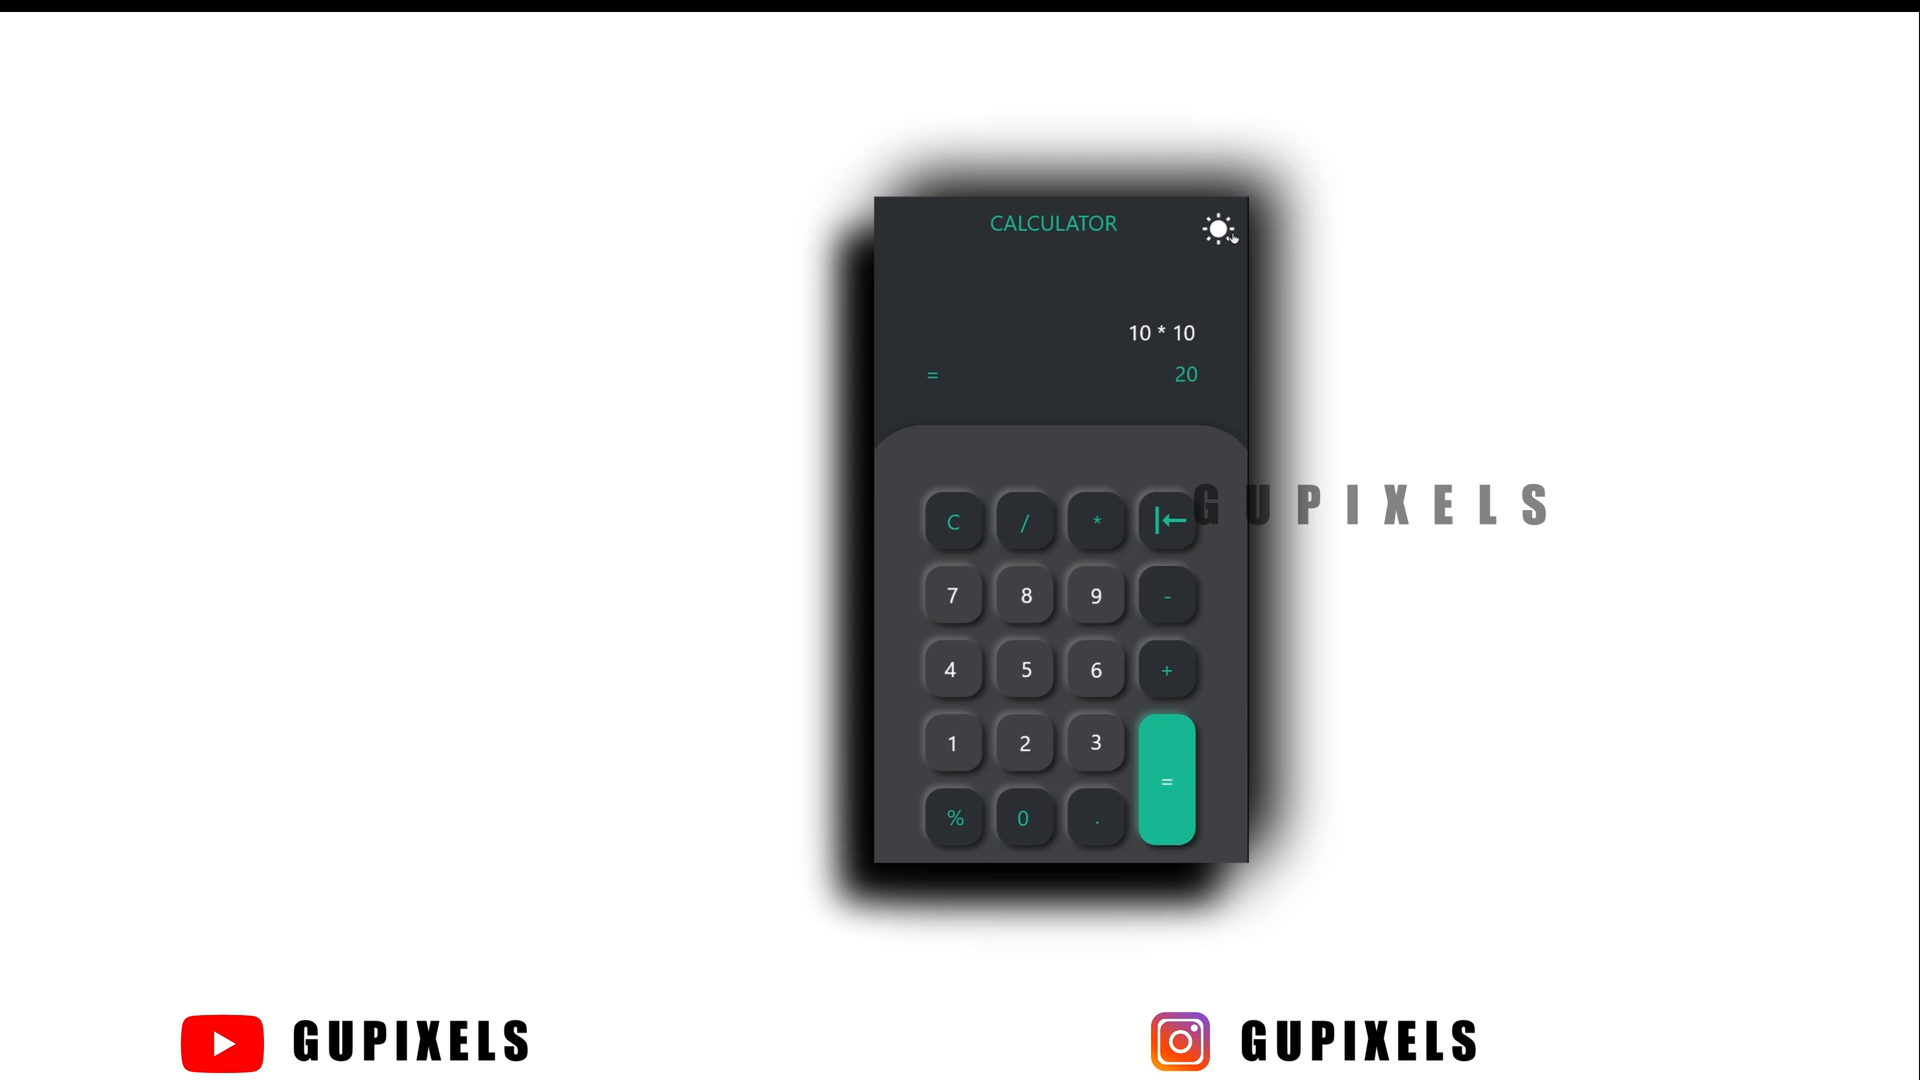 CALCULATOR
10 * 10
= 20
GUPIXELS
C / *
7 8 9 -
4 5 6 +
1 2 3
=
% 0 .
GUPIXELS
GUPIXELS